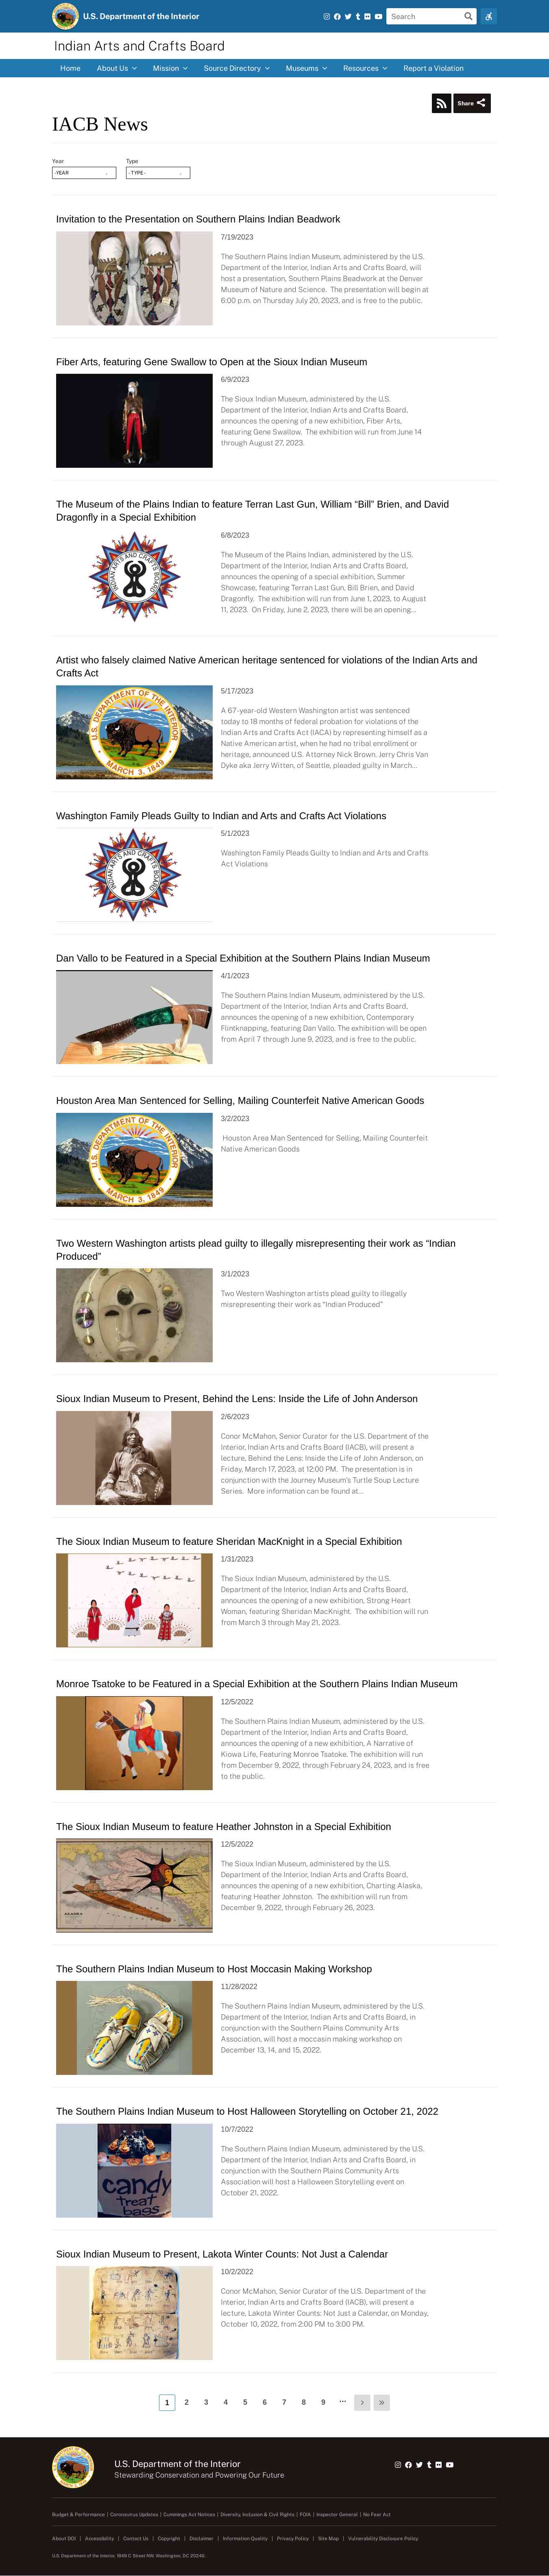 U.S. Department of the Interior
Search
Indian Arts and Crafts Board
Home
About Us
Mission
Source Directory
Museums
Resources
Report a Violation
Share
IACB News
Year
Type
-YEAR
- TYPE -
Invitation to the Presentation on Southern Plains Indian Beadwork
7/19/2023
The Southern Plains Indian Museum, administered by the U.S.
Department of the Interior, Indian Arts and Crafts Board, will
host a presentation, Southern Plains Beadwork at the Denver
Museum of Nature and Science. The presentation will begin at
6:00 p.m. on Thursday July 20, 2023, and is free to the public.
Fiber Arts, featuring Gene Swallow to Open at the Sioux Indian Museum
6/9/2023
The Sioux Indian Museum, administered by the U.S.
Department of the Interior, Indian Arts and Crafts Board,
announces the opening of a new exhibition, Fiber Arts,
featuring Gene Swallow. The exhibition will run from June 14
through August 27, 2023.
The Museum of the Plains Indian to feature Terran Last Gun, William “Bill” Brien, and David
Dragonfly in a Special Exhibition
INDIAN ARTS AND CRAFTS BOARD
6/8/2023
The Museum of the Plains Indian, administered by the U.S.
Department of the Interior, Indian Arts and Crafts Board,
announces the opening of a special exhibition, Summer
Showcase, featuring Terran Last Gun, Bill Brien, and David
Dragonfly. The exhibition will run from June 1, 2023, to August
11, 2023. On Friday, June 2, 2023, there will be an opening...
Artist who falsely claimed Native American heritage sentenced for violations of the Indian Arts and
Crafts Act
U.S. DEPARTMENT OF THE INTERIOR
MARCH 3, 1849
5/17/2023
A 67-year-old Western Washington artist was sentenced
today to 18 months of federal probation for violations of the
Indian Arts and Crafts Act (IACA) by representing himself as a
Native American artist, when he had no tribal enrollment or
heritage, announced U.S. Attorney Nick Brown. Jerry Chris Van
Dyke aka Jerry Witten, of Seattle, pleaded guilty in March...
Washington Family Pleads Guilty to Indian and Arts and Crafts Act Violations
INDIAN ARTS AND CRAFTS BOARD
5/1/2023
Washington Family Pleads Guilty to Indian and Arts and Crafts
Act Violations
Dan Vallo to be Featured in a Special Exhibition at the Southern Plains Indian Museum
4/1/2023
The Southern Plains Indian Museum, administered by the U.S.
Department of the Interior, Indian Arts and Crafts Board,
announces the opening of a new exhibition, Contemporary
Flintknapping, featuring Dan Vallo. The exhibition will be open
from April 7 through June 9, 2023, and is free to the public.
Houston Area Man Sentenced for Selling, Mailing Counterfeit Native American Goods
U.S. DEPARTMENT OF THE INTERIOR
MARCH 3, 1849
3/2/2023
Houston Area Man Sentenced for Selling, Mailing Counterfeit
Native American Goods
Two Western Washington artists plead guilty to illegally misrepresenting their work as “Indian
Produced”
3/1/2023
Two Western Washington artists plead guilty to illegally
misrepresenting their work as “Indian Produced”
Sioux Indian Museum to Present, Behind the Lens: Inside the Life of John Anderson
2/6/2023
Conor McMahon, Senior Curator for the U.S. Department of the
Interior, Indian Arts and Crafts Board (IACB), will present a
lecture, Behind the Lens: Inside the Life of John Anderson, on
Friday, March 17, 2023, at 12:00 PM. The presentation is in
conjunction with the Journey Museum’s Turtle Soup Lecture
Series. More information can be found at...
The Sioux Indian Museum to feature Sheridan MacKnight in a Special Exhibition
1/31/2023
The Sioux Indian Museum, administered by the U.S.
Department of the Interior, Indian Arts and Crafts Board,
announces the opening of a new exhibition, Strong Heart
Woman, featuring Sheridan MacKnight. The exhibition will run
from March 3 through May 21, 2023.
Monroe Tsatoke to be Featured in a Special Exhibition at the Southern Plains Indian Museum
12/5/2022
The Southern Plains Indian Museum, administered by the U.S.
Department of the Interior, Indian Arts and Crafts Board,
announces the opening of a new exhibition, A Narrative of
Kiowa Life, Featuring Monroe Tsatoke. The exhibition will run
from December 9, 2022, through February 24, 2023, and is free
to the public.
The Sioux Indian Museum to feature Heather Johnston in a Special Exhibition
12/5/2022
The Sioux Indian Museum, administered by the U.S.
Department of the Interior, Indian Arts and Crafts Board,
announces the opening of a new exhibition, Charting Alaska,
featuring Heather Johnston. The exhibition will run from
December 9, 2022, through February 26, 2023.
The Southern Plains Indian Museum to Host Moccasin Making Workshop
11/28/2022
The Southern Plains Indian Museum, administered by the U.S.
Department of the Interior, Indian Arts and Crafts Board, in
conjunction with the Southern Plains Community Arts
Association, will host a moccasin making workshop on
December 13, 14, and 15, 2022.
The Southern Plains Indian Museum to Host Halloween Storytelling on October 21, 2022
candy
treat
bags
10/7/2022
The Southern Plains Indian Museum, administered by the U.S.
Department of the Interior, Indian Arts and Crafts Board, in
conjunction with the Southern Plains Community Arts
Association will host a Halloween Storytelling event on
October 21, 2022.
Sioux Indian Museum to Present, Lakota Winter Counts: Not Just a Calendar
10/2/2022
Conor McMahon, Senior Curator of the U.S. Department of the
Interior, Indian Arts and Crafts Board (IACB), will present a
lecture, Lakota Winter Counts: Not Just a Calendar, on Monday,
October 10, 2022, from 2:00 PM to 3:00 PM.
1 2 3 4 5 6 7 8 9 ... › »
U.S. Department of the Interior
Stewarding Conservation and Powering Our Future
Budget & Performance | Coronavirus Updates | Cummings Act Notices | Diversity, Inclusion & Civil Rights | FOIA | Inspector General | No Fear Act
About DOI | Accessibility | Contact Us | Copyright | Disclaimer | Information Quality | Privacy Policy | Site Map | Vulnerability Disclosure Policy
U.S. Department of the Interior. 1849 C Street NW. Washington, DC 20240.